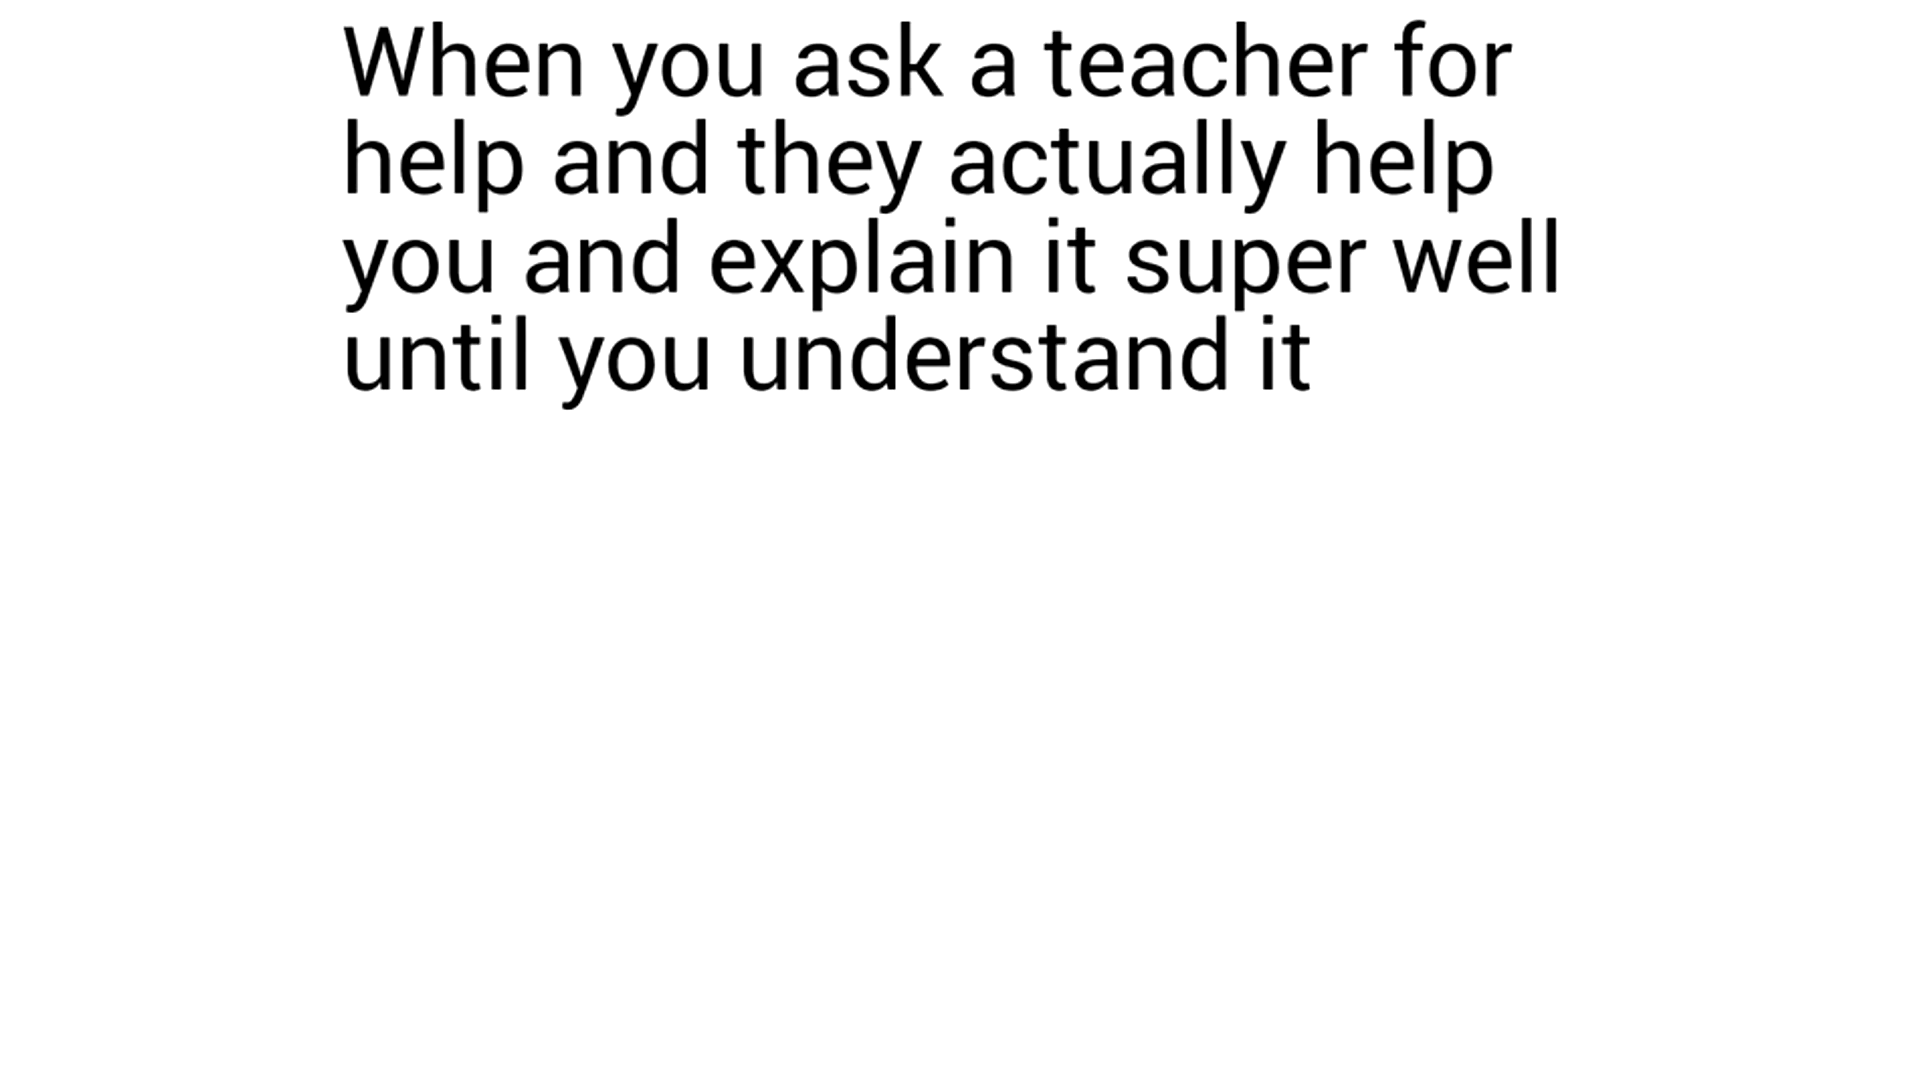 When you ask a teacher for
help and they actually help
you and explain it super well
until you understand it